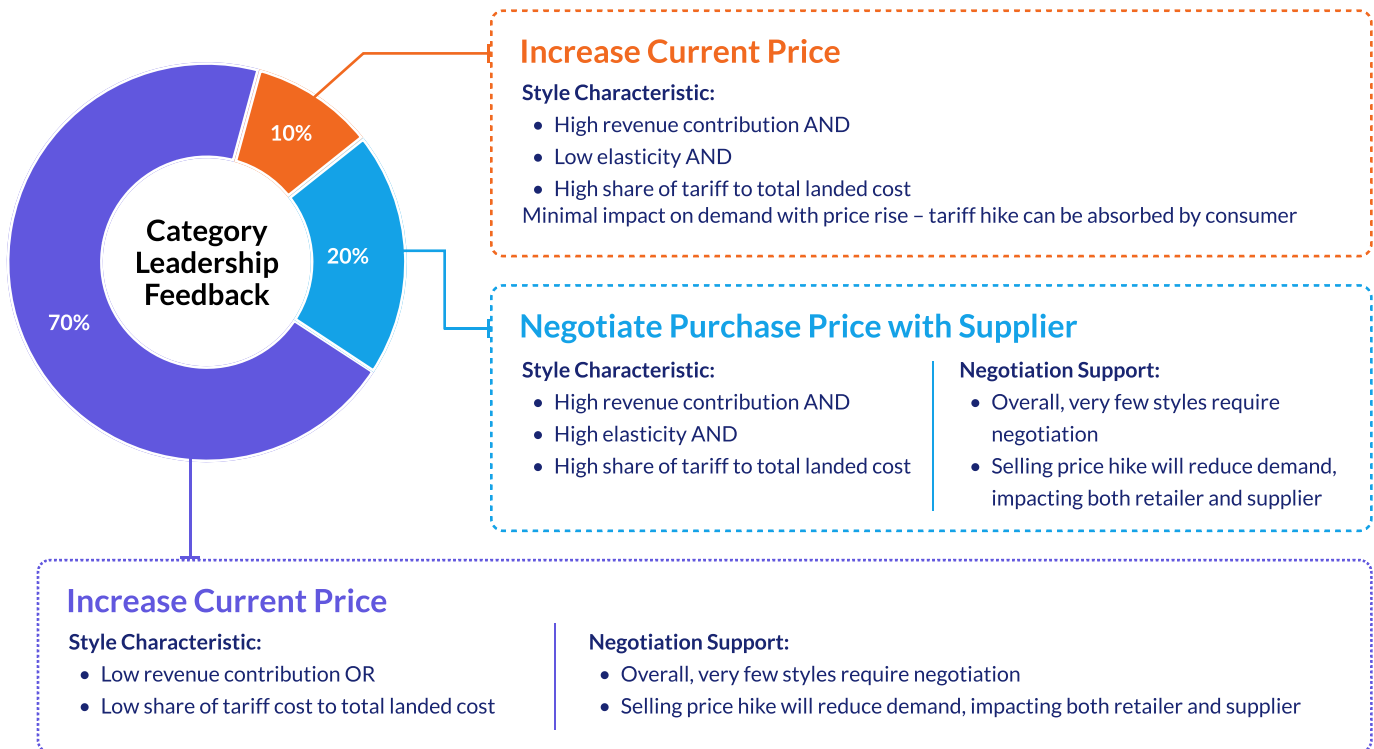 Category
Leadership
Feedback
10%
20%
70%
Increase Current Price
Style Characteristic:
• High revenue contribution AND
• Low elasticity AND
• High share of tariff to total landed cost
Minimal impact on demand with price rise – tariff hike can be absorbed by consumer
Negotiate Purchase Price with Supplier
Style Characteristic:
• High revenue contribution AND
• High elasticity AND
• High share of tariff to total landed cost
Negotiation Support:
• Overall, very few styles require
negotiation
• Selling price hike will reduce demand,
impacting both retailer and supplier
Increase Current Price
Style Characteristic:
• Low revenue contribution OR
• Low share of tariff cost to total landed cost
Negotiation Support:
• Overall, very few styles require negotiation
• Selling price hike will reduce demand, impacting both retailer and supplier